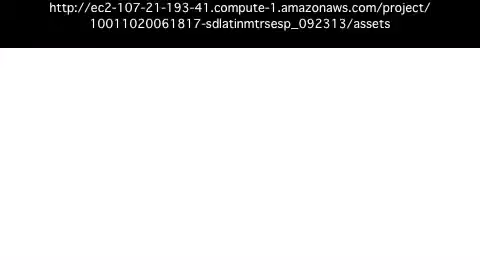 http://ec2-107-21-193-41.compute-1.amazonaws.com/project/
10011020061817-sdlatinmtrsesp_092313/assets